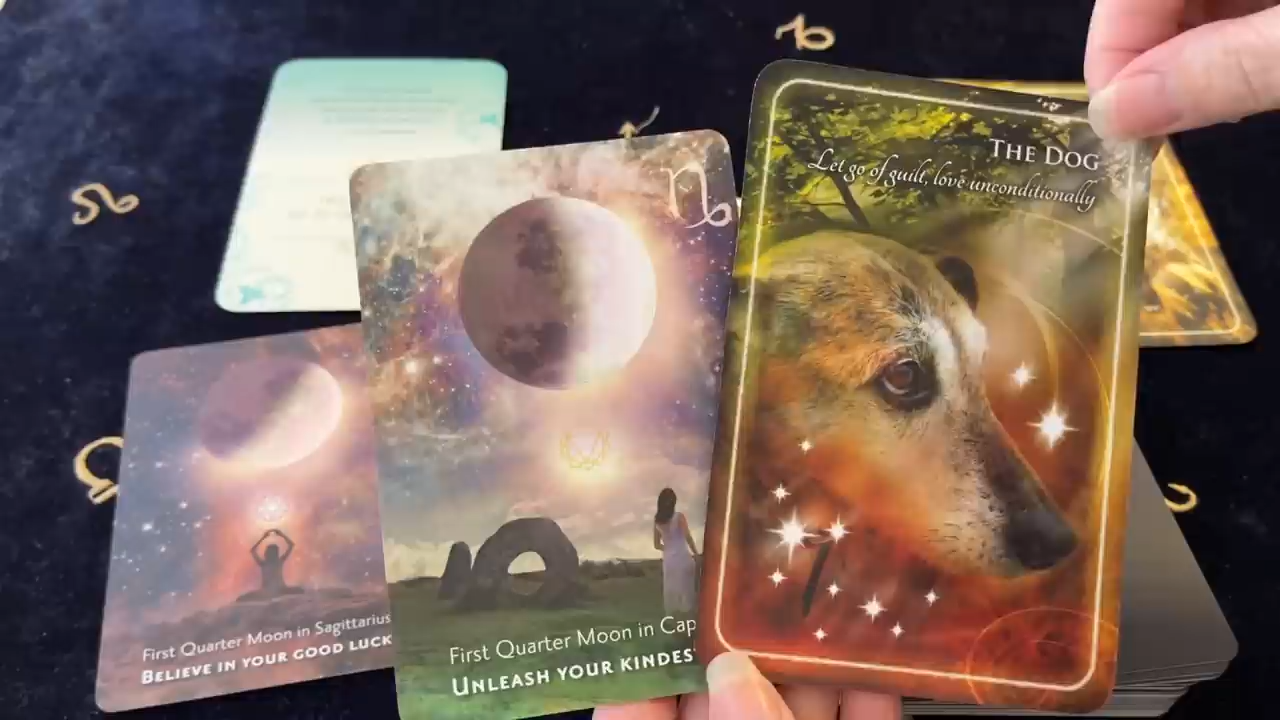 THE DOG
Let go of guilt, love unconditionally
First Quarter Moon in Cap
UNLEASH YOUR KINDES
First Quarter Moon in Sagittarius
BELIEVE IN YOUR GOOD LUCK